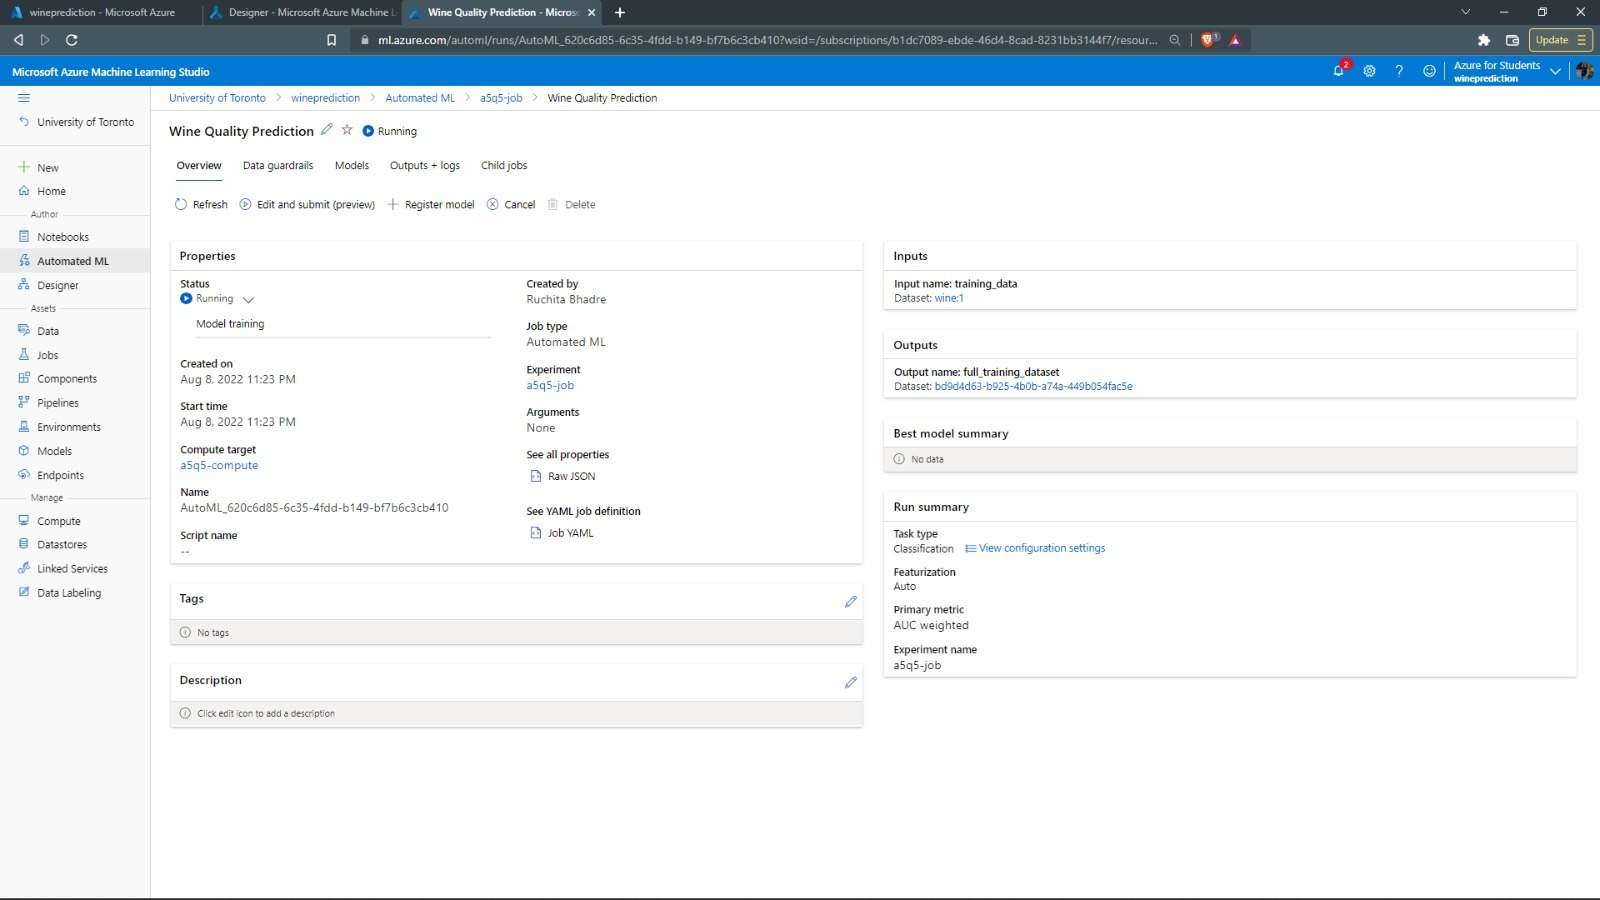 wineprediction - Microsoft Azure
Designer - Microsoft Azure Machine L
Wine Quality Prediction - Micros
ml.azure.com/automl/runs/AutoML_620c6d85-6c35-4fdd-b149-bf7b6c3cb410?wsid=/subscriptions/b1dc7089-ebde-46d4-8cad-8231bb3144f7/resour...
1
Update
Microsoft Azure Machine Learning Studio
2
Azure for Students
wineprediction
University of Toronto > wineprediction > Automated ML > a5q5-job > Wine Quality Prediction
University of Toronto
New
Home
Author
Notebooks
Automated ML
Designer
Assets
Data
Jobs
Components
Pipelines
Environments
Models
Endpoints
Manage
Compute
Datastores
Linked Services
Data Labeling
Wine Quality Prediction Running
Overview Data guardrails Models Outputs + logs Child jobs
Refresh Edit and submit (preview) Register model Cancel Delete
Properties
Status
Running
Model training
Created on
Aug 8, 2022 11:23 PM
Start time
Aug 8, 2022 11:23 PM
Compute target
a5q5-compute
Name
AutoML_620c6d85-6c35-4fdd-b149-bf7b6c3cb410
Script name
--
Created by
Ruchita Bhadre
Job type
Automated ML
Experiment
a5q5-job
Arguments
None
See all properties
Raw JSON
See YAML job definition
Job YAML
Tags
No tags
Description
Click edit icon to add a description
Inputs
Input name: training_data
Dataset: wine:1
Outputs
Output name: full_training_dataset
Dataset: bd9d4d63-b925-4b0b-a74a-449b054fac5e
Best model summary
No data
Run summary
Task type
Classification View configuration settings
Featurization
Auto
Primary metric
AUC weighted
Experiment name
a5q5-job